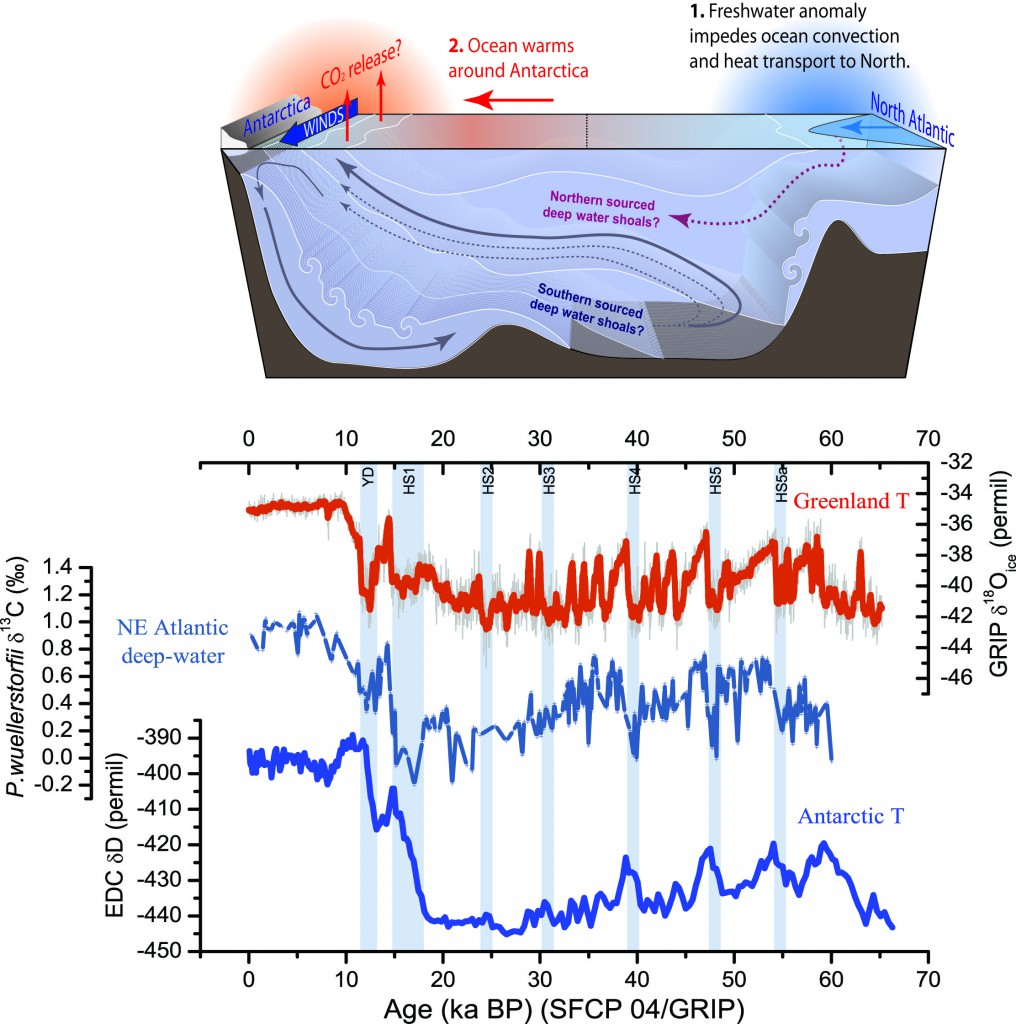 1. Freshwater anomaly
impedes ocean convection
and heat transport to North.
2. Ocean warms
around Antarctica
CO₂ release?
Antarctica
WINDS
North Atlantic
Northern sourced
deep water shoals?
Southern sourced
deep water shoals?
0 10 20 30 40 50 60 70
YD HS1 HS2 HS3 HS4 HS5 HS5a
Greenland T
-32
-34
-36
-38
-40
-42
-44
-46
GRIP δ¹⁸Oice (permil)
1.4
1.2
1.0
0.8
0.6
0.4
0.2
0.0
-0.2
P.wuellerstorfii δ¹³C (‰)
NE Atlantic
deep-water
-390
-400
-410
-420
-430
-440
-450
EDC δD (permil)
Antarctic T
0 10 20 30 40 50 60 70
Age (ka BP) (SFCP 04/GRIP)